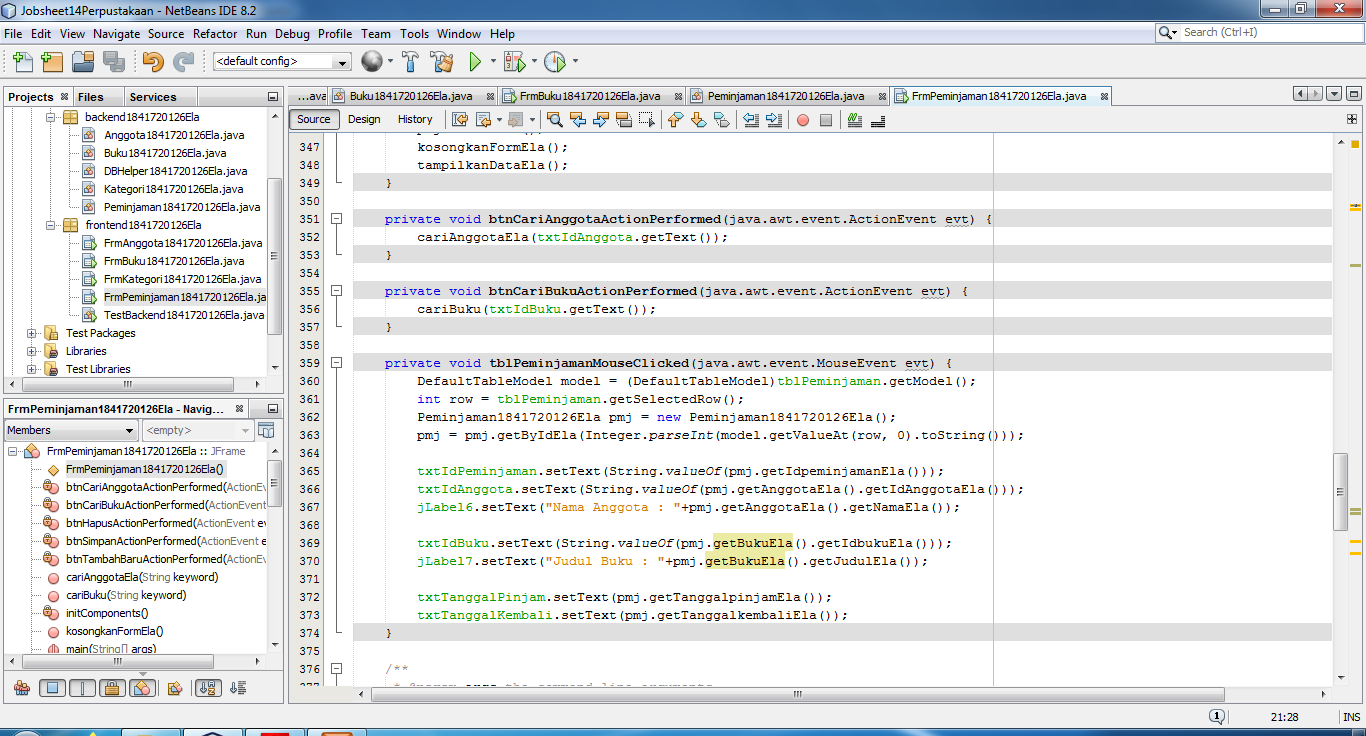 Jobsheet14Perpustakaan - NetBeans IDE 8.2
File Edit View Navigate Source Refactor Run Debug Profile Team Tools Window Help
Search (Ctrl+I)
<default config>
Projects Files Services
backend1841720126Ela
Anggota1841720126Ela.java
Buku1841720126Ela.java
DBHelper1841720126Ela.java
Kategori1841720126Ela.java
Peminjaman1841720126Ela.java
frontend1841720126Ela
FrmAnggota1841720126Ela.java
FrmBuku1841720126Ela.java
FrmKategori1841720126Ela.java
FrmPeminjaman1841720126Ela.ja
TestBackend1841720126Ela.java
Test Packages
Libraries
Test Libraries
FrmPeminjaman1841720126Ela - Navig...
Members <empty>
FrmPeminjaman1841720126Ela :: JFrame
FrmPeminjaman1841720126Ela()
btnCariAnggotaActionPerformed(ActionEv
btnCariBukuActionPerformed(ActionEvent
btnHapusActionPerformed(ActionEvent ev
btnSimpanActionPerformed(ActionEvent e
btnTambahBaruActionPerformed(ActionEv
cariAnggotaEla(String keyword)
cariBuku(String keyword)
initComponents()
kosongkanFormEla()
main(String[] args)
...ava Buku1841720126Ela.java FrmBuku1841720126Ela.java Peminjaman1841720126Ela.java FrmPeminjaman1841720126Ela.java
Source Design History
347 kosongkanFormEla();
348 tampilkanDataEla();
349 }
350
351 private void btnCariAnggotaActionPerformed(java.awt.event.ActionEvent evt) {
352 cariAnggotaEla(txtIdAnggota.getText());
353 }
354
355 private void btnCariBukuActionPerformed(java.awt.event.ActionEvent evt) {
356 cariBuku(txtIdBuku.getText());
357 }
358
359 private void tblPeminjamanMouseClicked(java.awt.event.MouseEvent evt) {
360 DefaultTableModel model = (DefaultTableModel)tblPeminjaman.getModel();
361 int row = tblPeminjaman.getSelectedRow();
362 Peminjaman1841720126Ela pmj = new Peminjaman1841720126Ela();
363 pmj = pmj.getByIdEla(Integer.parseInt(model.getValueAt(row, 0).toString()));
364
365 txtIdPeminjaman.setText(String.valueOf(pmj.getIdpeminjamanEla()));
366 txtIdAnggota.setText(String.valueOf(pmj.getAnggotaEla().getIdAnggotaEla()));
367 jLabel6.setText("Nama Anggota : "+pmj.getAnggotaEla().getNamaEla());
368
369 txtIdBuku.setText(String.valueOf(pmj.getBukuEla().getIdbukuEla()));
370 jLabel7.setText("Judul Buku : "+pmj.getBukuEla().getJudulEla());
371
372 txtTanggalPinjam.setText(pmj.getTanggalpinjamEla());
373 txtTanggalKembali.setText(pmj.getTanggalkembaliEla());
374 }
375
376 /**
21:28 INS